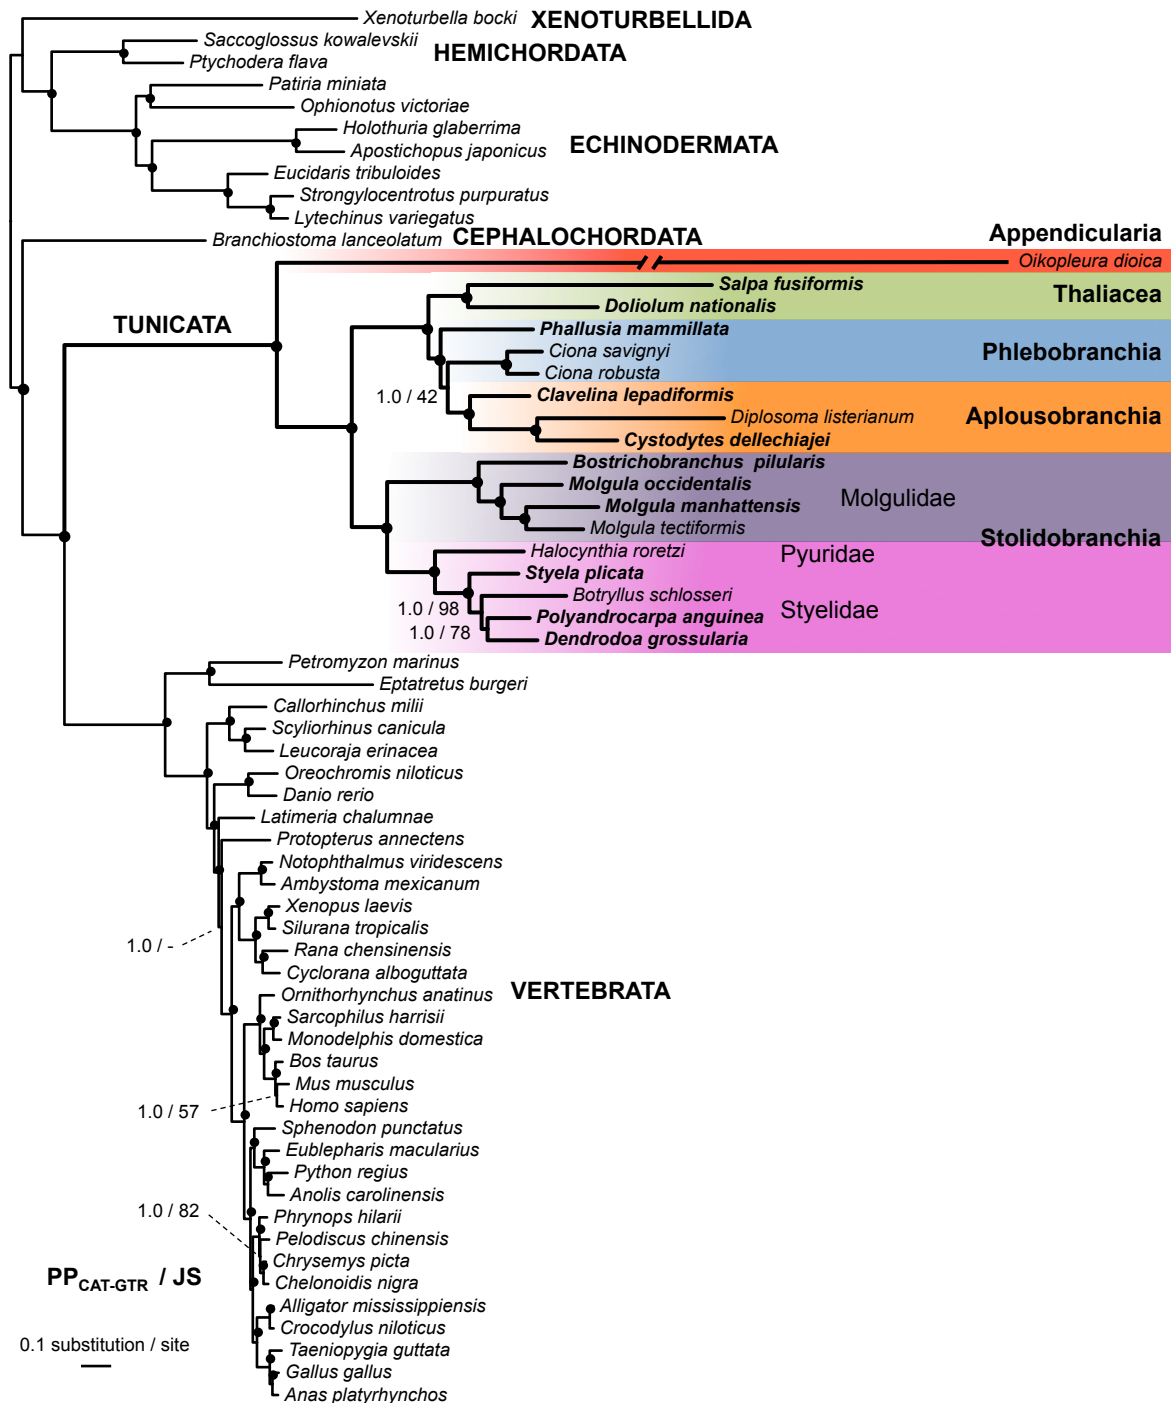 Xenoturbella bocki XENOTURBELLIDA
Saccoglossus kowalevskii
HEMICHORDATA
Ptychodera flava
Patiria miniata
Ophionotus victoriae
Holothuria glaberrima
ECHINODERMATA
Apostichopus japonicus
Eucidaris tribuloides
Strongylocentrotus purpuratus
Lytechinus variegatus
Branchiostoma lanceolatum CEPHALOCHORDATA Appendicularia
Oikopleura dioica
Salpa fusiformis
Thaliacea
Doliolum nationalis
TUNICATA
Phallusia mammillata
Ciona savignyi Phlebobranchia
Ciona robusta
1.0 / 42
Clavelina lepadiformis
Diplosoma listerianum Aplousobranchia
Cystodytes dellechiajei
Bostrichobranchus pilularis
Molgula occidentalis
Molgulidae
Molgula manhattensis
Molgula tectiformis Stolidobranchia
Halocynthia roretzi Pyuridae
Styela plicata
Botryllus schlosseri
1.0 / 98
Styelidae
Polyandrocarpa anguinea
1.0 / 78
Dendrodoa grossularia
Petromyzon marinus
Eptatretus burgeri
Callorhinchus milii
Scyliorhinus canicula
Leucoraja erinacea
Oreochromis niloticus
Danio rerio
Latimeria chalumnae
Protopterus annectens
Notophthalmus viridescens
Ambystoma mexicanum
Xenopus laevis
Silurana tropicalis
1.0 / -
Rana chensinensis
Cyclorana alboguttata
Ornithorhynchus anatinus VERTEBRATA
Sarcophilus harrisii
Monodelphis domestica
Bos taurus
Mus musculus
1.0 / 57
Homo sapiens
Sphenodon punctatus
Eublepharis macularius
Python regius
Anolis carolinensis
1.0 / 82
Phrynops hilarii
Pelodiscus chinensis
Chrysemys picta
PP CAT-GTR / JS
Chelonoidis nigra
Alligator mississippiensis
Crocodylus niloticus
0.1 substitution / site
Taeniopygia guttata
Gallus gallus
Anas platyrhynchos